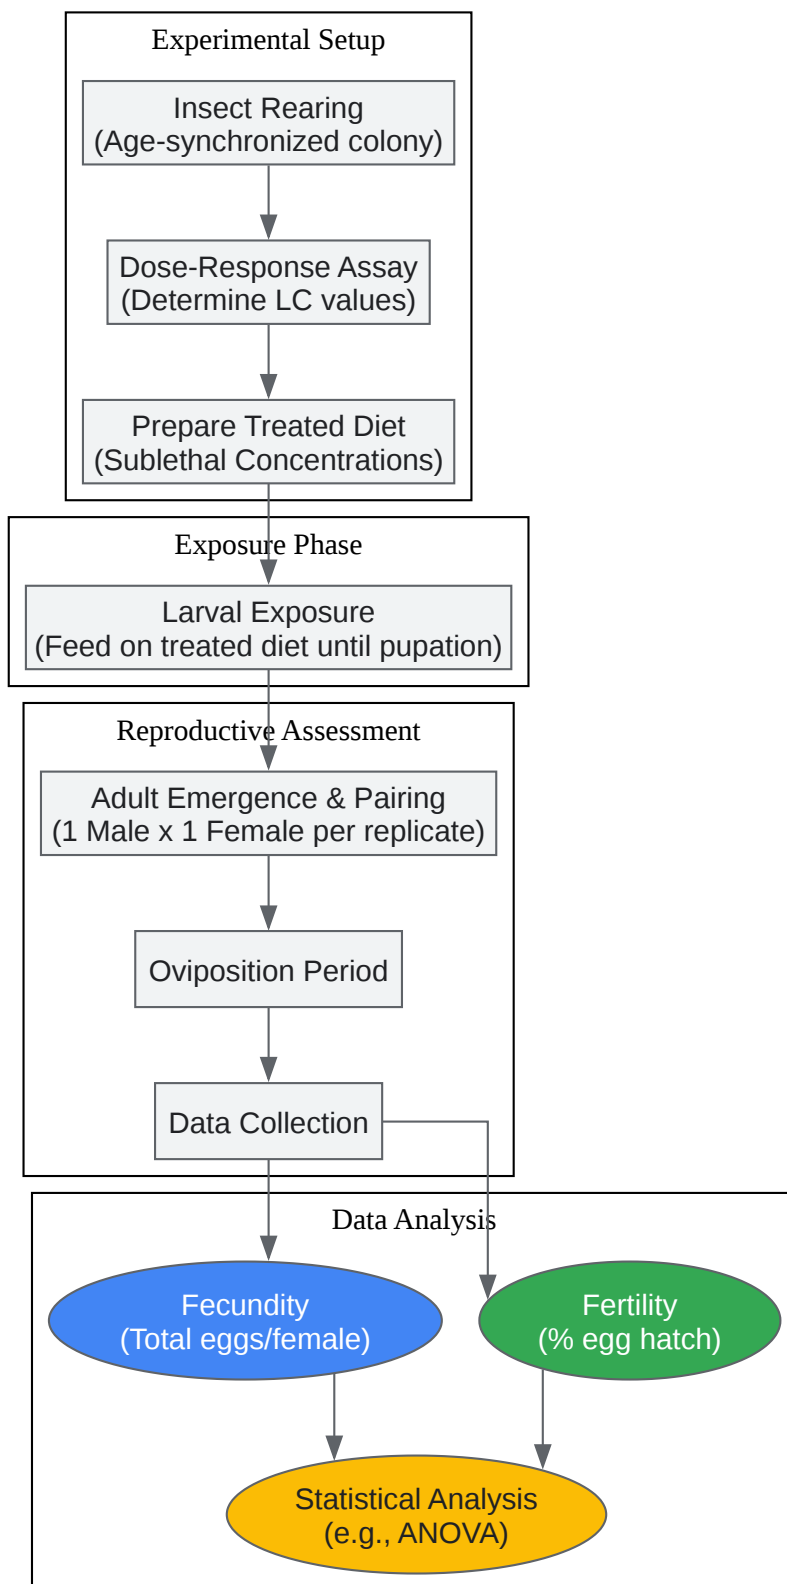 Experimental Setup
Insect Rearing
(Age-synchronized colony)
Dose-Response Assay
(Determine LC values)
Prepare Treated Diet
(Sublethal Concentrations)
Exposure Phase
Larval Exposure
(Feed on treated diet until pupation)
Reproductive Assessment
Adult Emergence & Pairing
(1 Male x 1 Female per replicate)
Oviposition Period
Data Collection
Data Analysis
Fecundity
(Total eggs/female)
Fertility
(% egg hatch)
Statistical Analysis
(e.g., ANOVA)